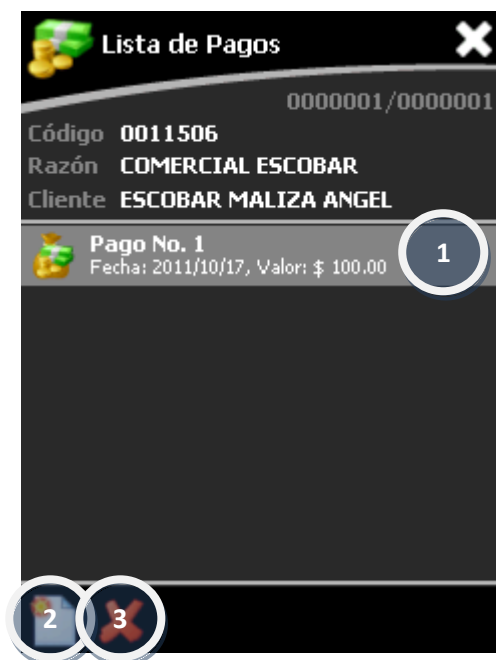 Lista de Pagos
0000001/0000001
Código 0011506
Razón COMERCIAL ESCOBAR
Cliente ESCOBAR MALIZA ANGEL
Pago No. 1
Fecha: 2011/10/17, Valor: $ 100.00
1
2
3